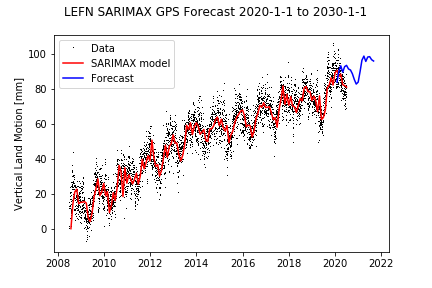 LEFN SARIMAX GPS Forecast 2020-1-1 to 2030-1-1
Data
SARIMAX model
Forecast
Vertical Land Motion [mm]
100
80
60
40
20
0
2008 2010 2012 2014 2016 2018 2020 2022